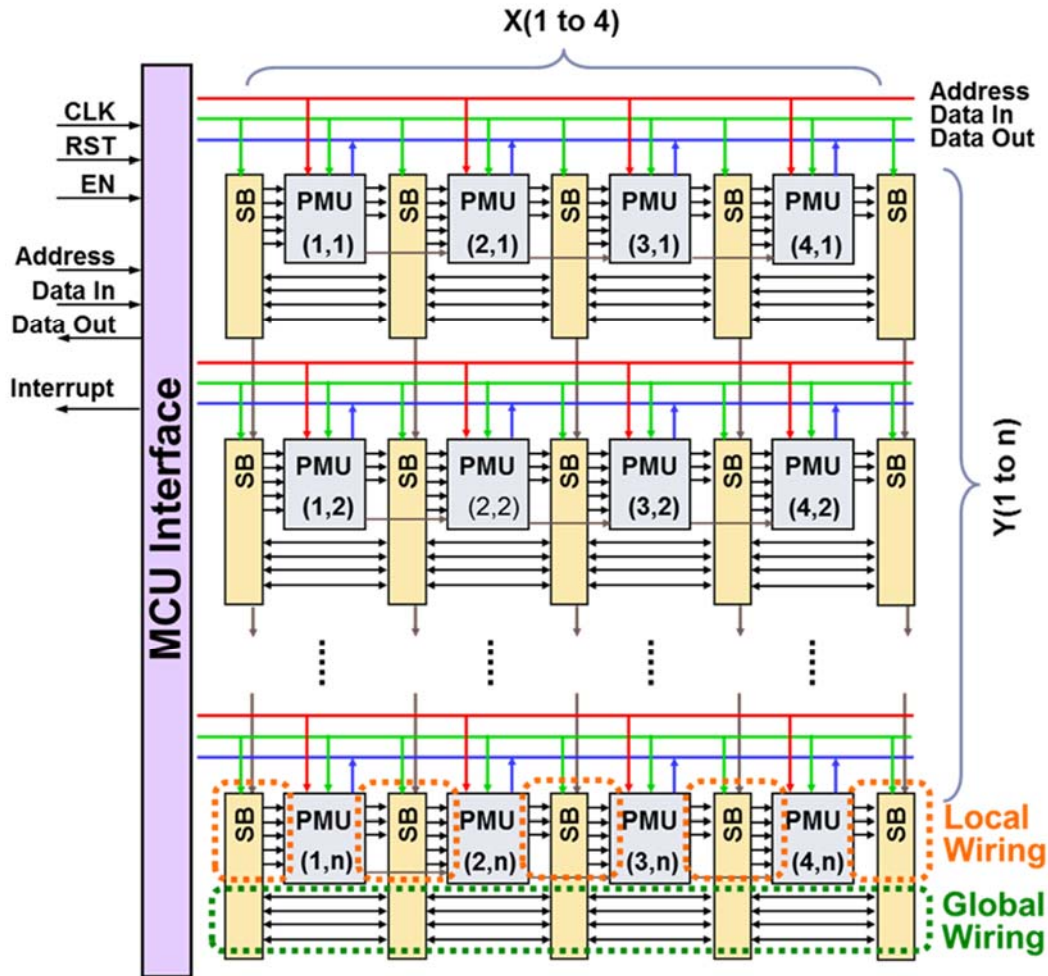 X(1 to 4)
CLK
RST
EN
Address
Data In
Data Out
Interrupt
MCU Interface
Address
Data In
Data Out
SB
PMU
(1,1)
SB
PMU
(2,1)
SB
PMU
(3,1)
SB
PMU
(4,1)
SB
SB
PMU
(1,2)
SB
PMU
(2,2)
SB
PMU
(3,2)
SB
PMU
(4,2)
SB
Y(1 to n)
SB
PMU
(1,n)
SB
PMU
(2,n)
SB
PMU
(3,n)
SB
PMU
(4,n)
SB
Local
Wiring
Global
Wiring